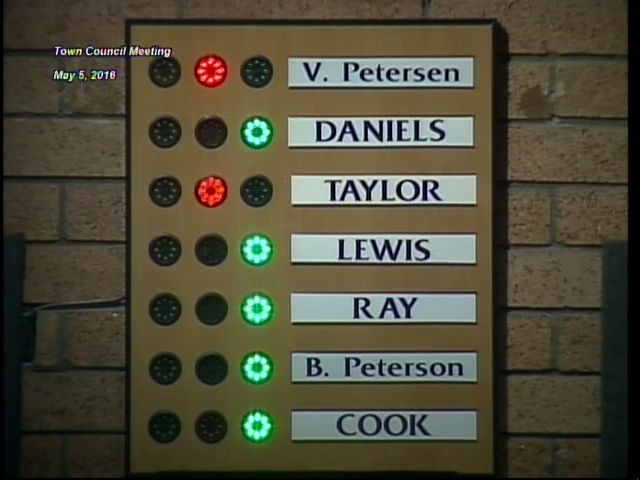 Town Council Meeting
May 5, 2016
V. Petersen
DANIELS
TAYLOR
LEWIS
RAY
B. Peterson
COOK